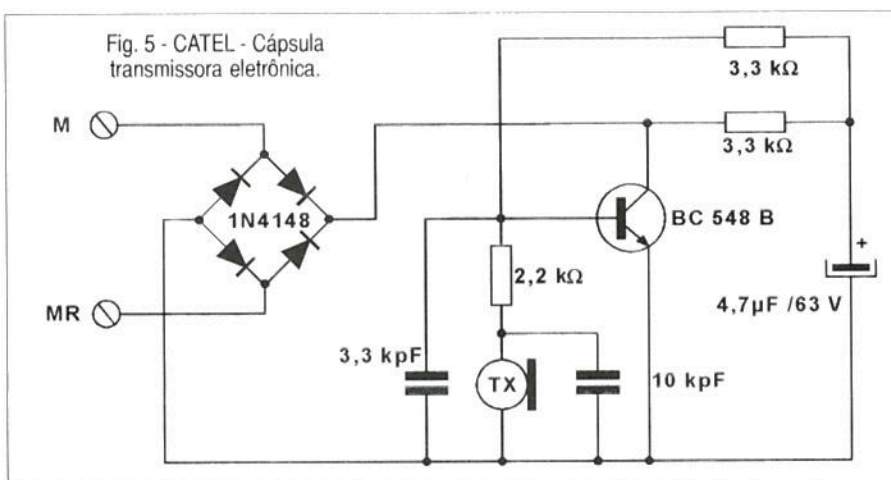 Fig. 5 - CATEL - Cápsula
transmissora eletrônica.
3,3 kΩ
M
3,3 kΩ
1N4148
BC 548 B
+
2,2 kΩ
MR
4,7µF /63 V
3,3 kpF
TX
10 kpF